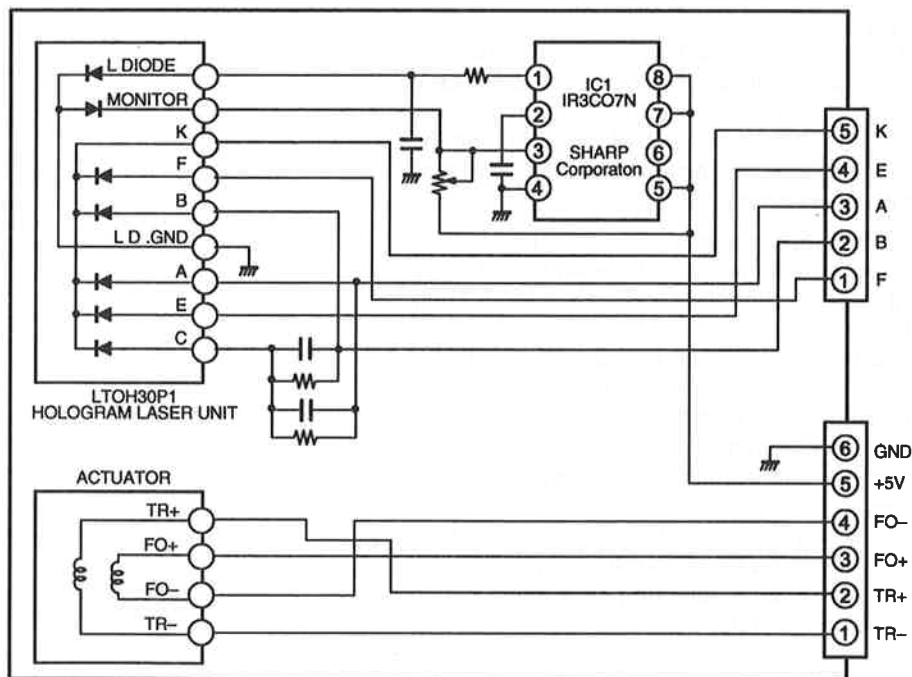 L DIODE
MONITOR
K
F
B
L D .GND
A
E
C
LTOH30P1
HOLOGRAM LASER UNIT
1
2
3
4
IC1
IR3CO7N
SHARP
Corporaton
8
7
6
5
5 K
4 E
3 A
2 B
1 F
ACTUATOR
TR+
FO+
FO−
TR−
6 GND
5 +5V
4 FO−
3 FO+
2 TR+
1 TR−